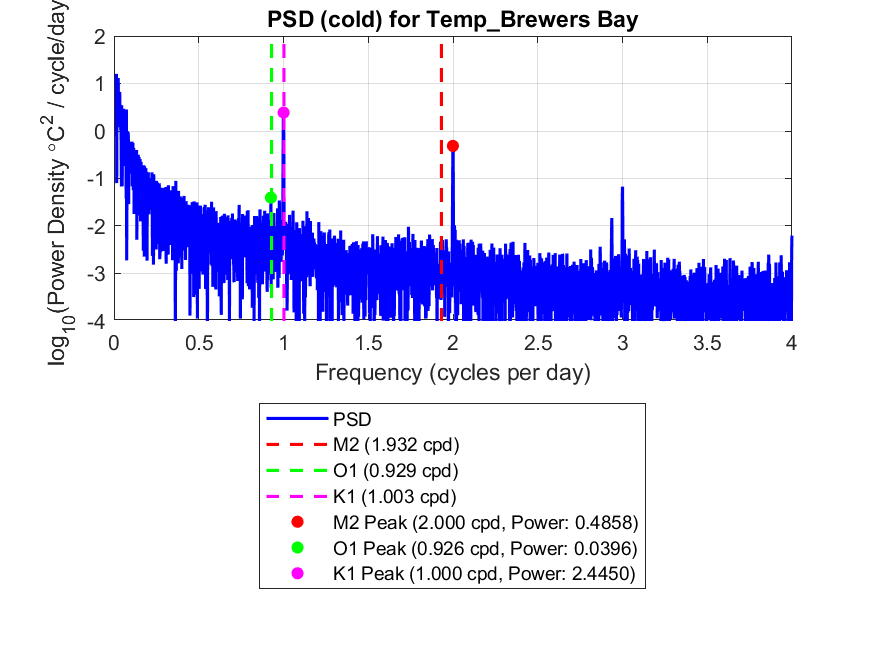 PSD (cold) for Temp_Brewers Bay
log10(Power Density °C2 / cycle/day
2
1
0
-1
-2
-3
-4
0 0.5 1 1.5 2 2.5 3 3.5 4
Frequency (cycles per day)
PSD
M2 (1.932 cpd)
O1 (0.929 cpd)
K1 (1.003 cpd)
M2 Peak (2.000 cpd, Power: 0.4858)
O1 Peak (0.926 cpd, Power: 0.0396)
K1 Peak (1.000 cpd, Power: 2.4450)